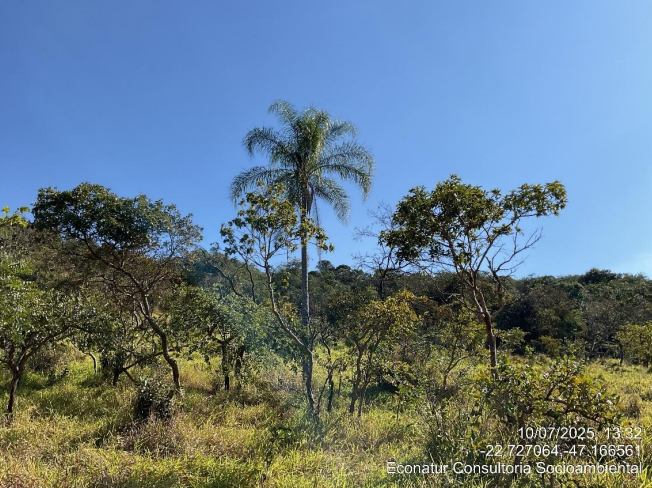 10/07/2025, 13:32
-22.727064,-47.166561
Econatur Consultoria Socioambiental